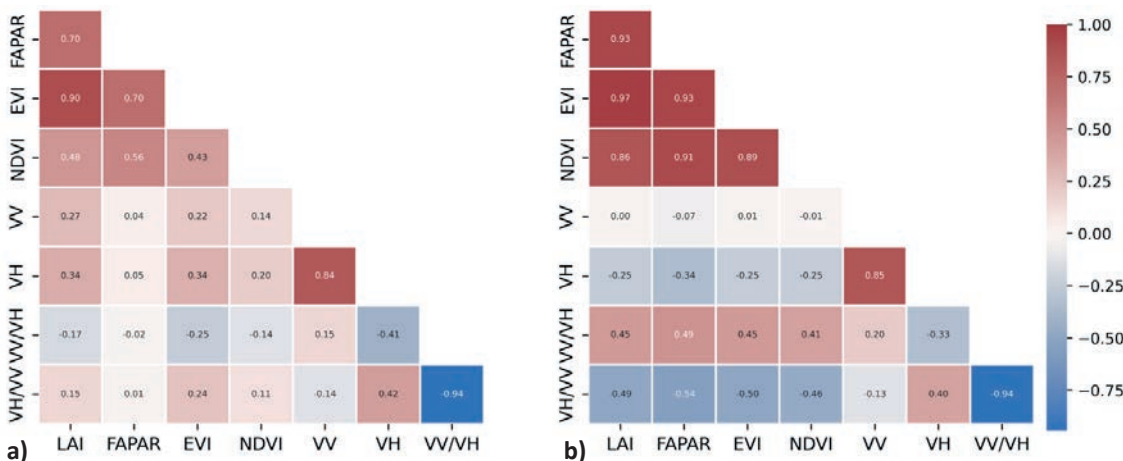 FAPAR 0.70
EVI 0.90 0.70
NDVI 0.48 0.56 0.43
VV 0.27 0.04 0.22 0.14
VH 0.34 0.05 0.34 0.20 0.84
VV/VH -0.17 -0.02 -0.25 -0.14 0.15 -0.41
VH/VV 0.15 0.01 0.24 0.11 -0.14 0.42 -0.94
LAI FAPAR EVI NDVI VV VH VV/VH
a)
FAPAR 0.93
EVI 0.97 0.93
NDVI 0.86 0.91 0.89
VV 0.00 -0.07 0.01 -0.01
VH -0.25 -0.34 -0.25 -0.25 0.85
VV/VH 0.45 0.49 0.45 0.41 0.20 -0.33
VH/VV -0.49 -0.54 -0.50 -0.46 -0.13 0.40 -0.94
LAI FAPAR EVI NDVI VV VH VV/VH
b)
1.00
0.75
0.50
0.25
0.00
-0.25
-0.50
-0.75